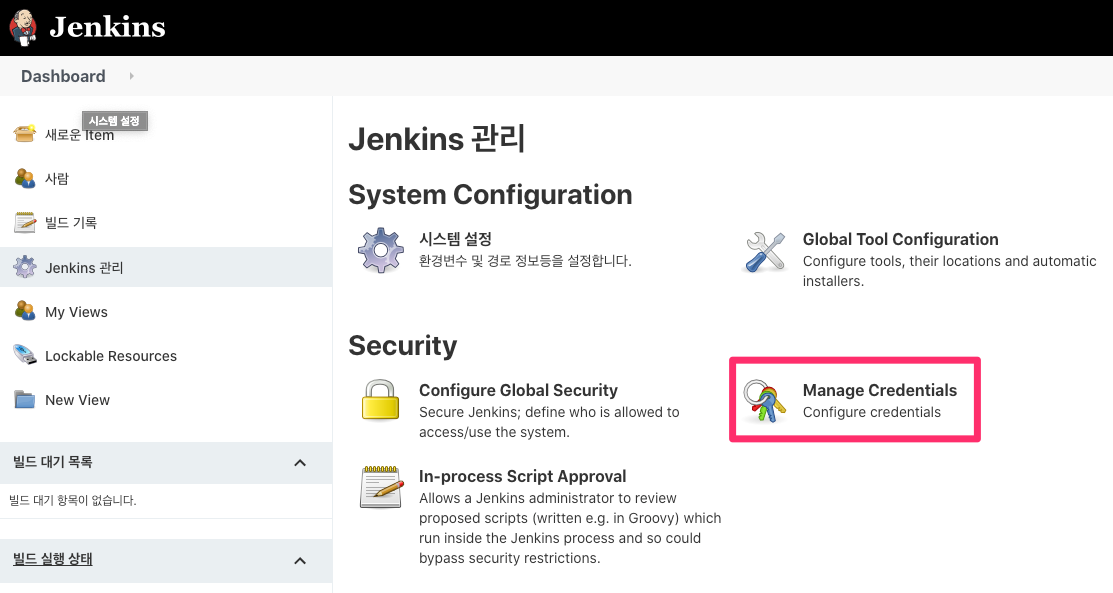 Jenkins
Dashboard
시스템 설정
새로운 Item
사람
빌드 기록
Jenkins 관리
My Views
Lockable Resources
New View
빌드 대기 목록
빌드 대기 항목이 없습니다.
빌드 실행 상태
Jenkins 관리
System Configuration
시스템 설정
환경변수 및 경로 정보등을 설정합니다.
Global Tool Configuration
Configure tools, their locations and automatic
installers.
Security
Configure Global Security
Secure Jenkins; define who is allowed to
access/use the system.
Manage Credentials
Configure credentials
In-process Script Approval
Allows a Jenkins administrator to review
proposed scripts (written e.g. in Groovy) which
run inside the Jenkins process and so could
bypass security restrictions.